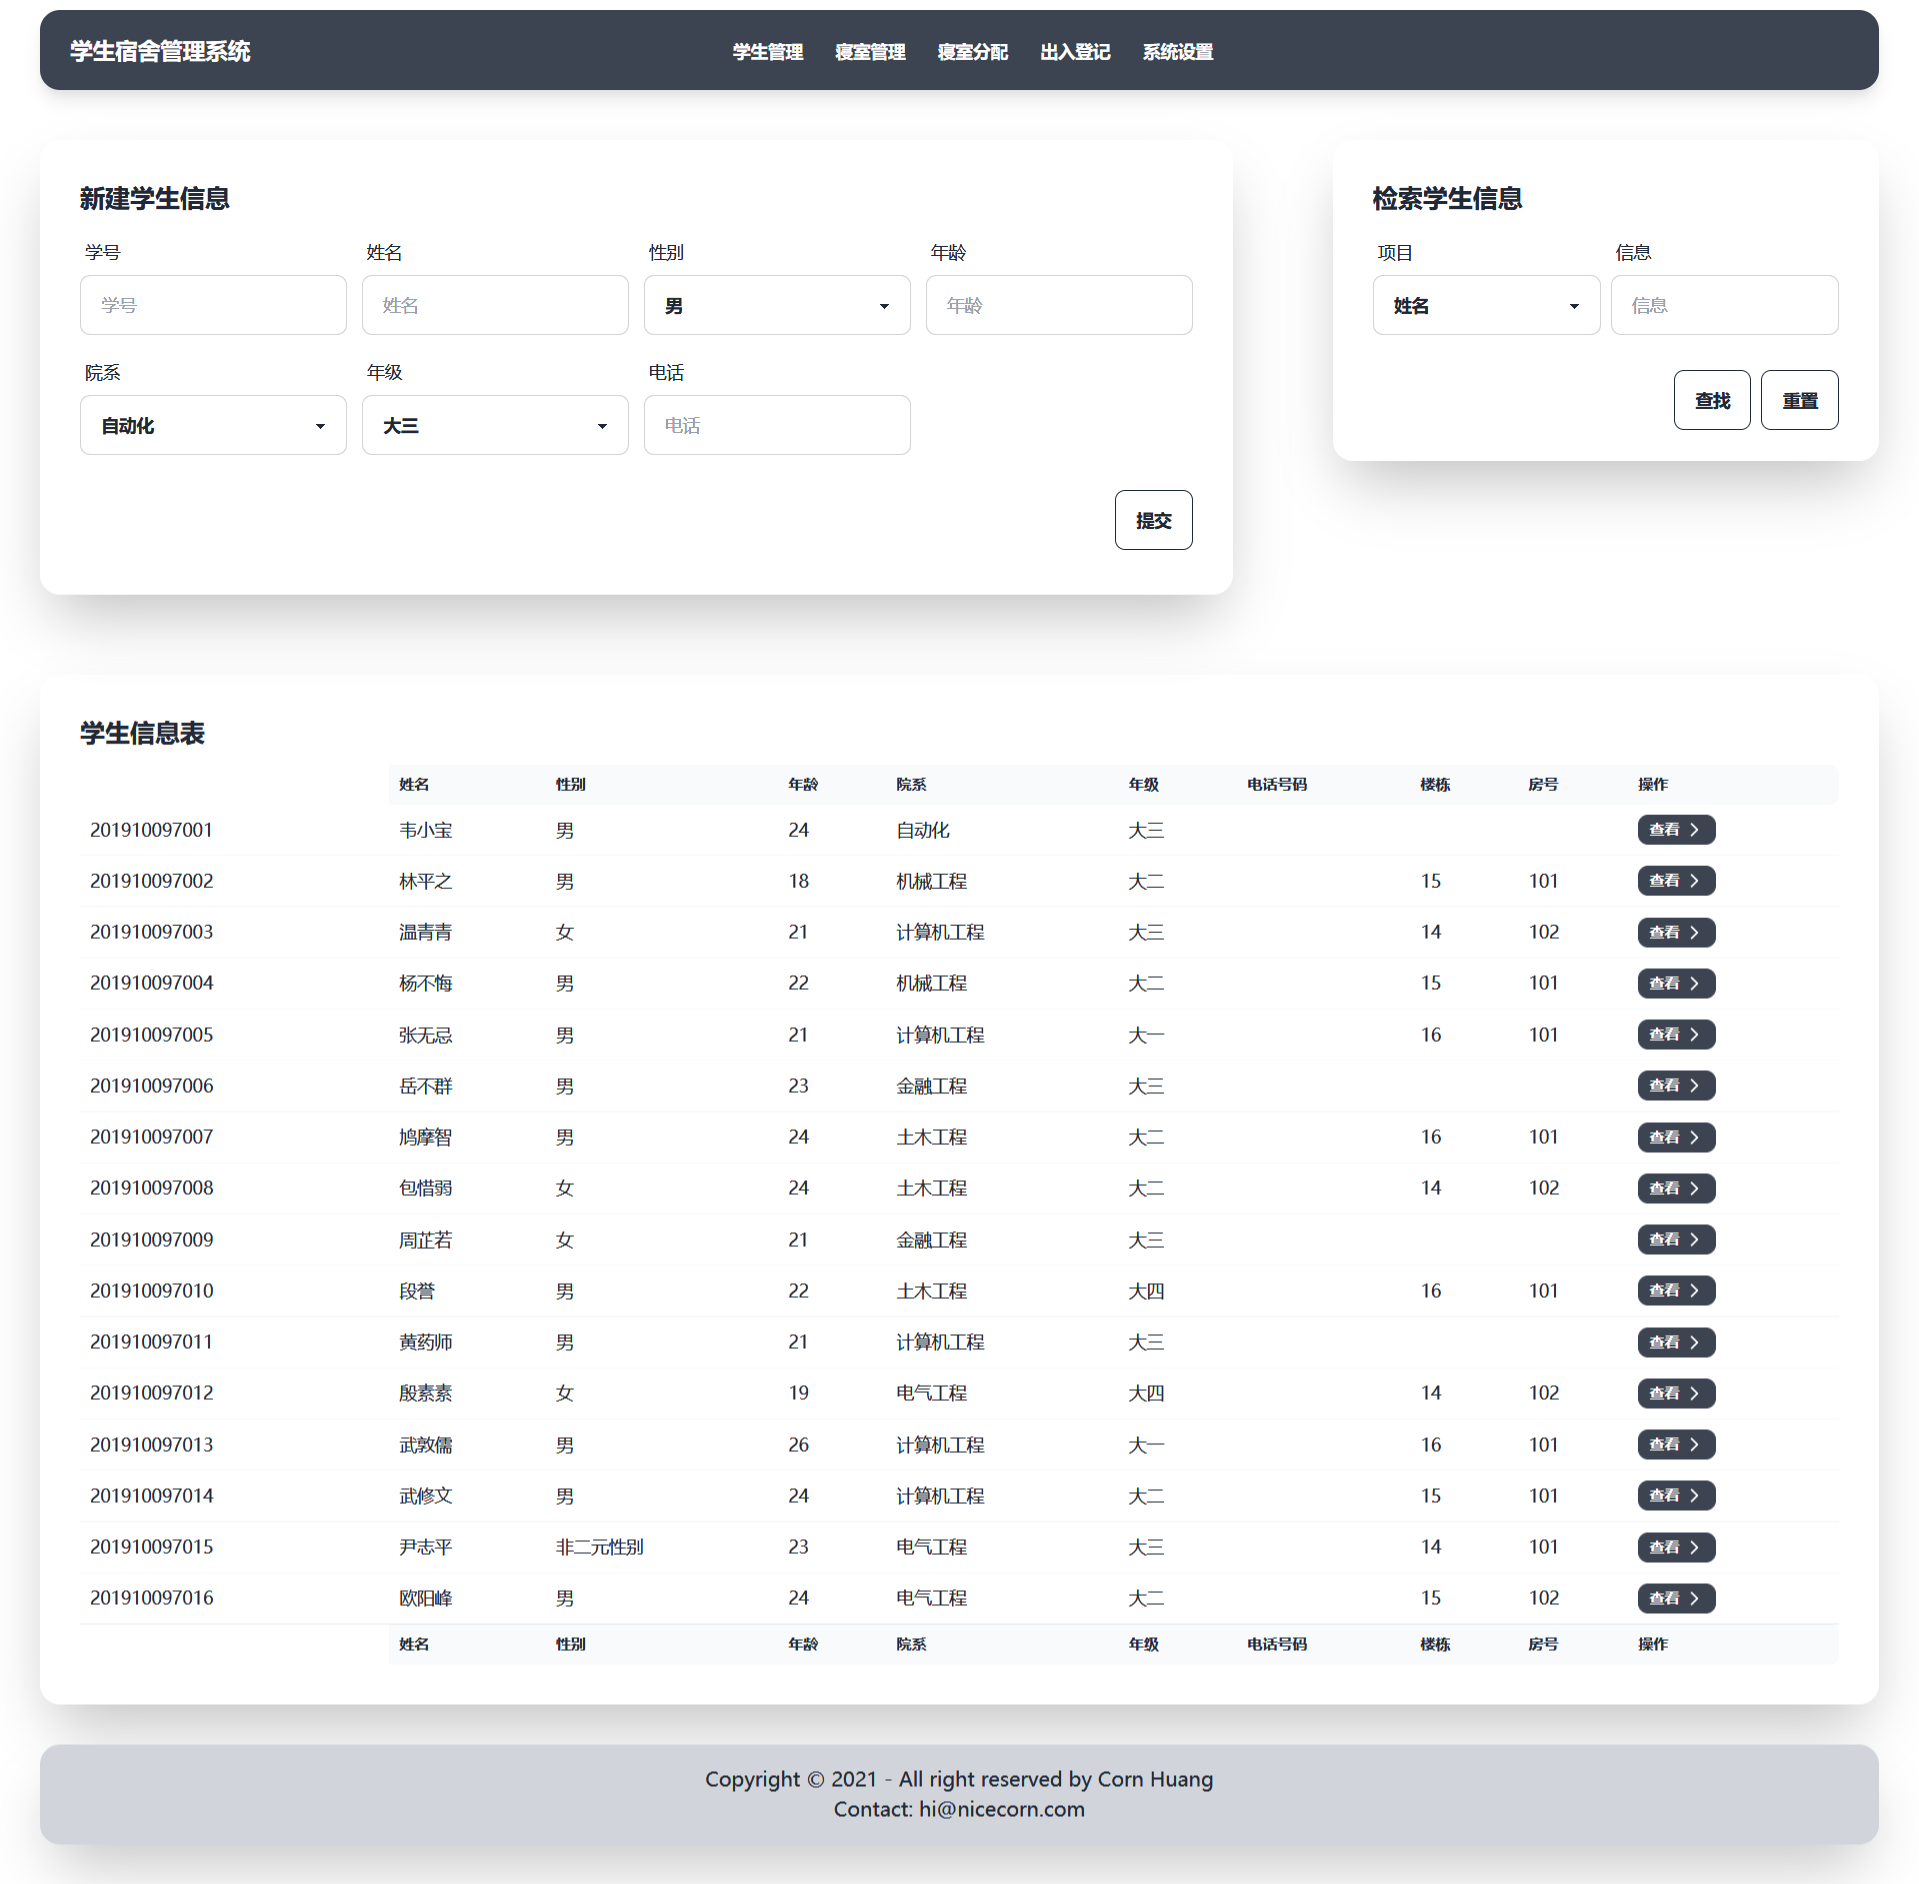 学生宿舍管理系统
学生管理 寝室管理 寝室分配 出入登记 系统设置
新建学生信息
学号 姓名 性别 年龄
学号 姓名 男 年龄
院系 年级 电话
自动化 大三 电话
提交
检索学生信息
项目 信息
姓名 信息
查找 重置
学生信息表
姓名 性别 年龄 院系 年级 电话号码 楼栋 房号 操作
201910097001 韦小宝 男 24 自动化 大三 查看
201910097002 林平之 男 18 机械工程 大二 15 101 查看
201910097003 温青青 女 21 计算机工程 大三 14 102 查看
201910097004 杨不悔 男 22 机械工程 大二 15 101 查看
201910097005 张无忌 男 21 计算机工程 大一 16 101 查看
201910097006 岳不群 男 23 金融工程 大三 查看
201910097007 鸠摩智 男 24 土木工程 大二 16 101 查看
201910097008 包惜弱 女 24 土木工程 大二 14 102 查看
201910097009 周芷若 女 21 金融工程 大三 查看
201910097010 段誉 男 22 土木工程 大四 16 101 查看
201910097011 黄药师 男 21 计算机工程 大三 查看
201910097012 殷素素 女 19 电气工程 大四 14 102 查看
201910097013 武敦儒 男 26 计算机工程 大一 16 101 查看
201910097014 武修文 男 24 计算机工程 大二 15 101 查看
201910097015 尹志平 非二元性别 23 电气工程 大三 14 101 查看
201910097016 欧阳峰 男 24 电气工程 大二 15 102 查看
姓名 性别 年龄 院系 年级 电话号码 楼栋 房号 操作
Copyright © 2021 - All right reserved by Corn Huang
Contact: hi@nicecorn.com